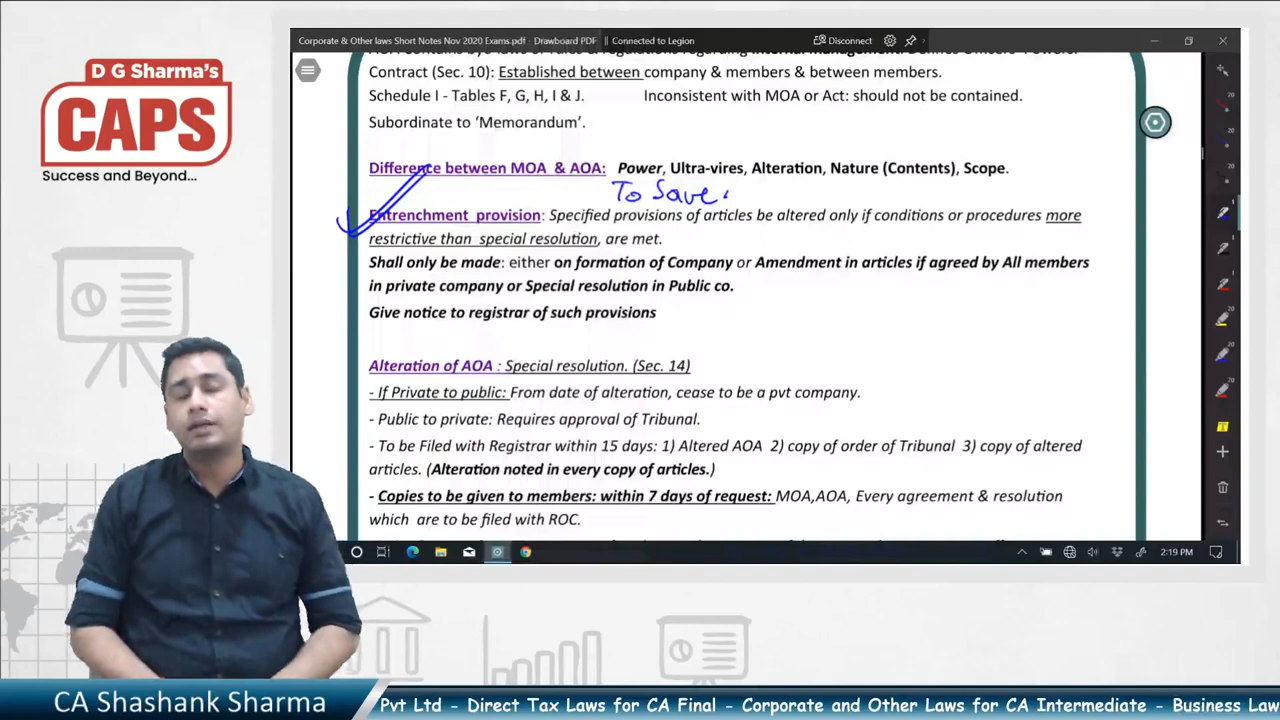 D G Sharma's
CAPS
Success and Beyond...
Corporate & Other laws Short Notes Nov 2020 Exams.pdf - Drawboard PDF
Connected to Legion
Disconnect
Contract (Sec. 10): Established between company & members & between members.
Schedule I - Tables F, G, H, I & J. Inconsistent with MOA or Act: should not be contained.
Subordinate to ‘Memorandum’.
Difference between MOA & AOA: Power, Ultra-vires, Alteration, Nature (Contents), Scope.
To Save
Entrenchment provision: Specified provisions of articles be altered only if conditions or procedures more
restrictive than special resolution, are met.
Shall only be made: either on formation of Company or Amendment in articles if agreed by All members
in private company or Special resolution in Public co.
Give notice to registrar of such provisions
Alteration of AOA : Special resolution. (Sec. 14)
- If Private to public: From date of alteration, cease to be a pvt company.
- Public to private: Requires approval of Tribunal.
- To be Filed with Registrar within 15 days: 1) Altered AOA 2) copy of order of Tribunal 3) copy of altered
articles. (Alteration noted in every copy of articles.)
- Copies to be given to members: within 7 days of request: MOA,AOA, Every agreement & resolution
which are to be filed with ROC.
2:19 PM
CA Shashank Sharma
Pvt Ltd - Direct Tax Laws for CA Final - Corporate and Other Laws for CA Intermediate - Business Law